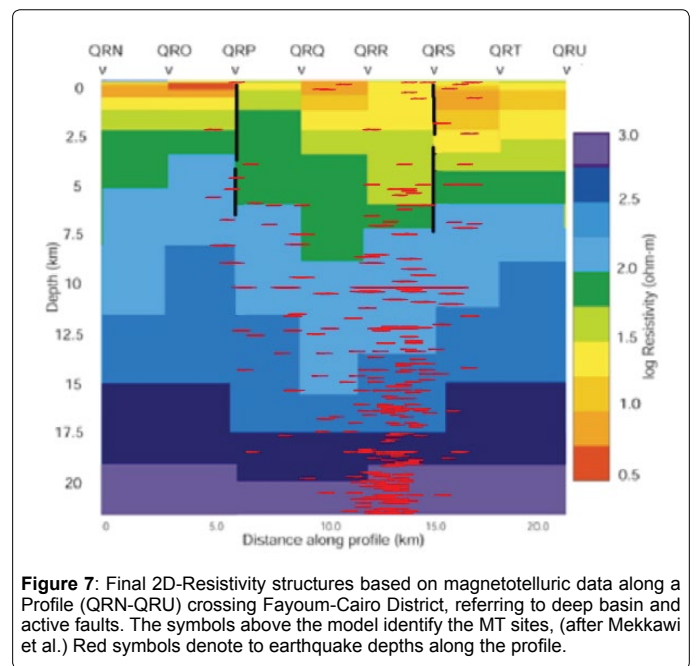 QRN QRO QRP QRQ QRR QRS QRT QRU
v v v v v v v v
0
2.5
5
7.5
10
12.5
15
17.5
20
Depth (km)
0 5.0 10.0 15.0 20.0
Distance along profile (km)
3.0
2.5
2.0
1.5
1.0
0.5
log Resistivity (ohm-m)
Figure 7: Final 2D-Resistivity structures based on magnetotelluric data along a
Profile (QRN-QRU) crossing Fayoum-Cairo District, referring to deep basin and
active faults. The symbols above the model identify the MT sites, (after Mekkawi
et al.) Red symbols denote to earthquake depths along the profile.